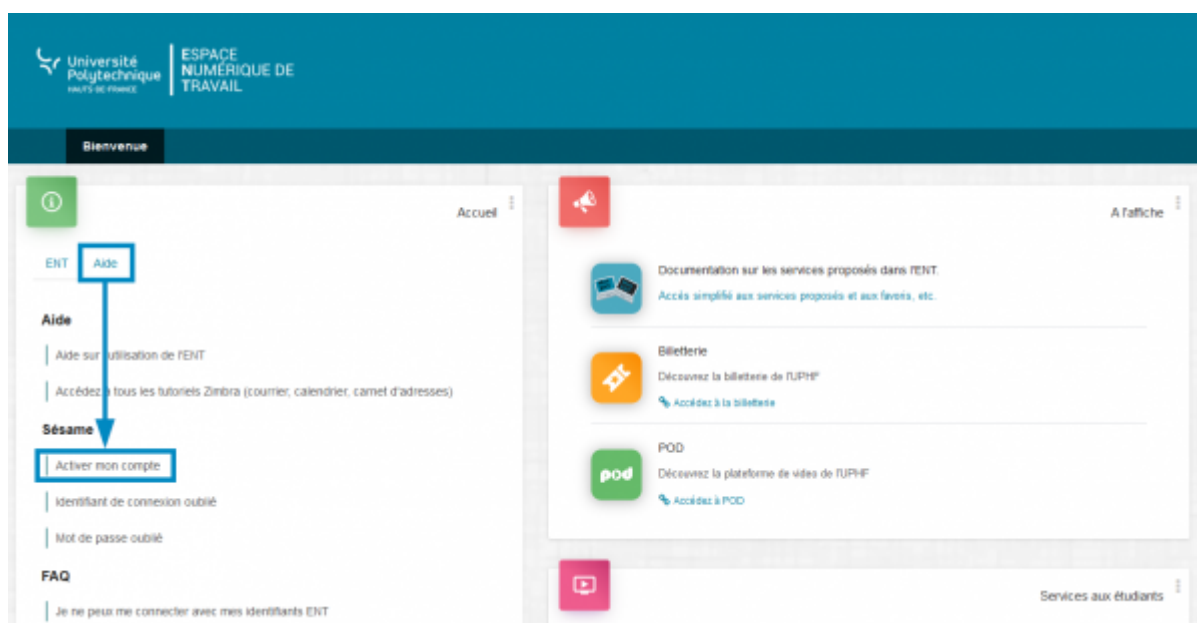 Université
Polytechnique
HAUTS-DE-FRANCE
ESPACE
NUMÉRIQUE DE
TRAVAIL
Bienvenue
Accueil
ENT Aide
Aide
Aide sur l'utilisation de l'ENT
Accédez à tous les tutoriels Zimbra (courrier, calendrier, carnet d'adresses)
Sésame
Activer mon compte
Identifiant de connexion oublié
Mot de passe oublié
FAQ
Je ne peux me connecter avec mes identifiants ENT
A l'affiche
Documentation sur les services proposés dans l'ENT.
Accès simplifié aux services proposés et aux favoris, etc.
Billetterie
Découvrez la billetterie de l'UPHF
Accédez à la billetterie
pod
POD
Découvrez la plateforme de video de l'UPHF
Accédez à POD
Services aux étudiants